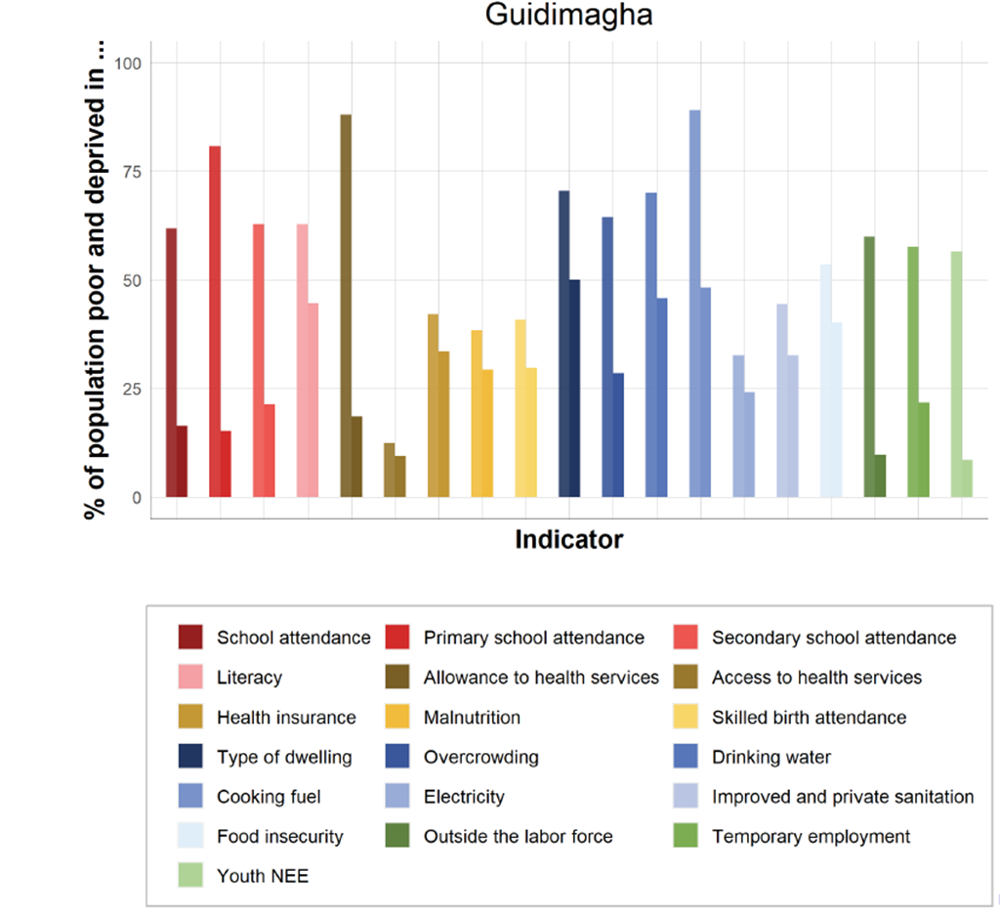 Guidimagha
% of population poor and deprived in ...
100
75
50
25
0
Indicator
School attendance Primary school attendance Secondary school attendance
Literacy Allowance to health services Access to health services
Health insurance Malnutrition Skilled birth attendance
Type of dwelling Overcrowding Drinking water
Cooking fuel Electricity Improved and private sanitation
Food insecurity Outside the labor force Temporary employment
Youth NEE